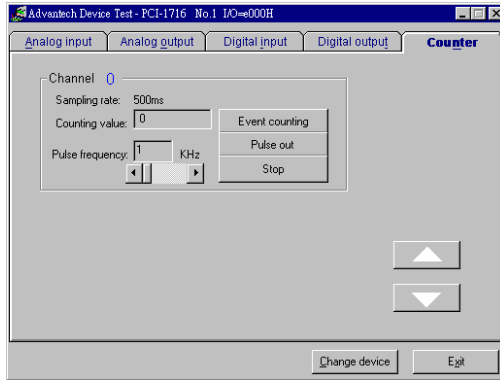 Advantech Device Test - PCI-1716 No.1 I/O=e000H
Analog input Analog output Digital input Digital output Counter
Channel 0
Sampling rate: 500ms
Counting value: 0
Pulse frequency: 1 KHz
Event counting
Pulse out
Stop
Change device Exit